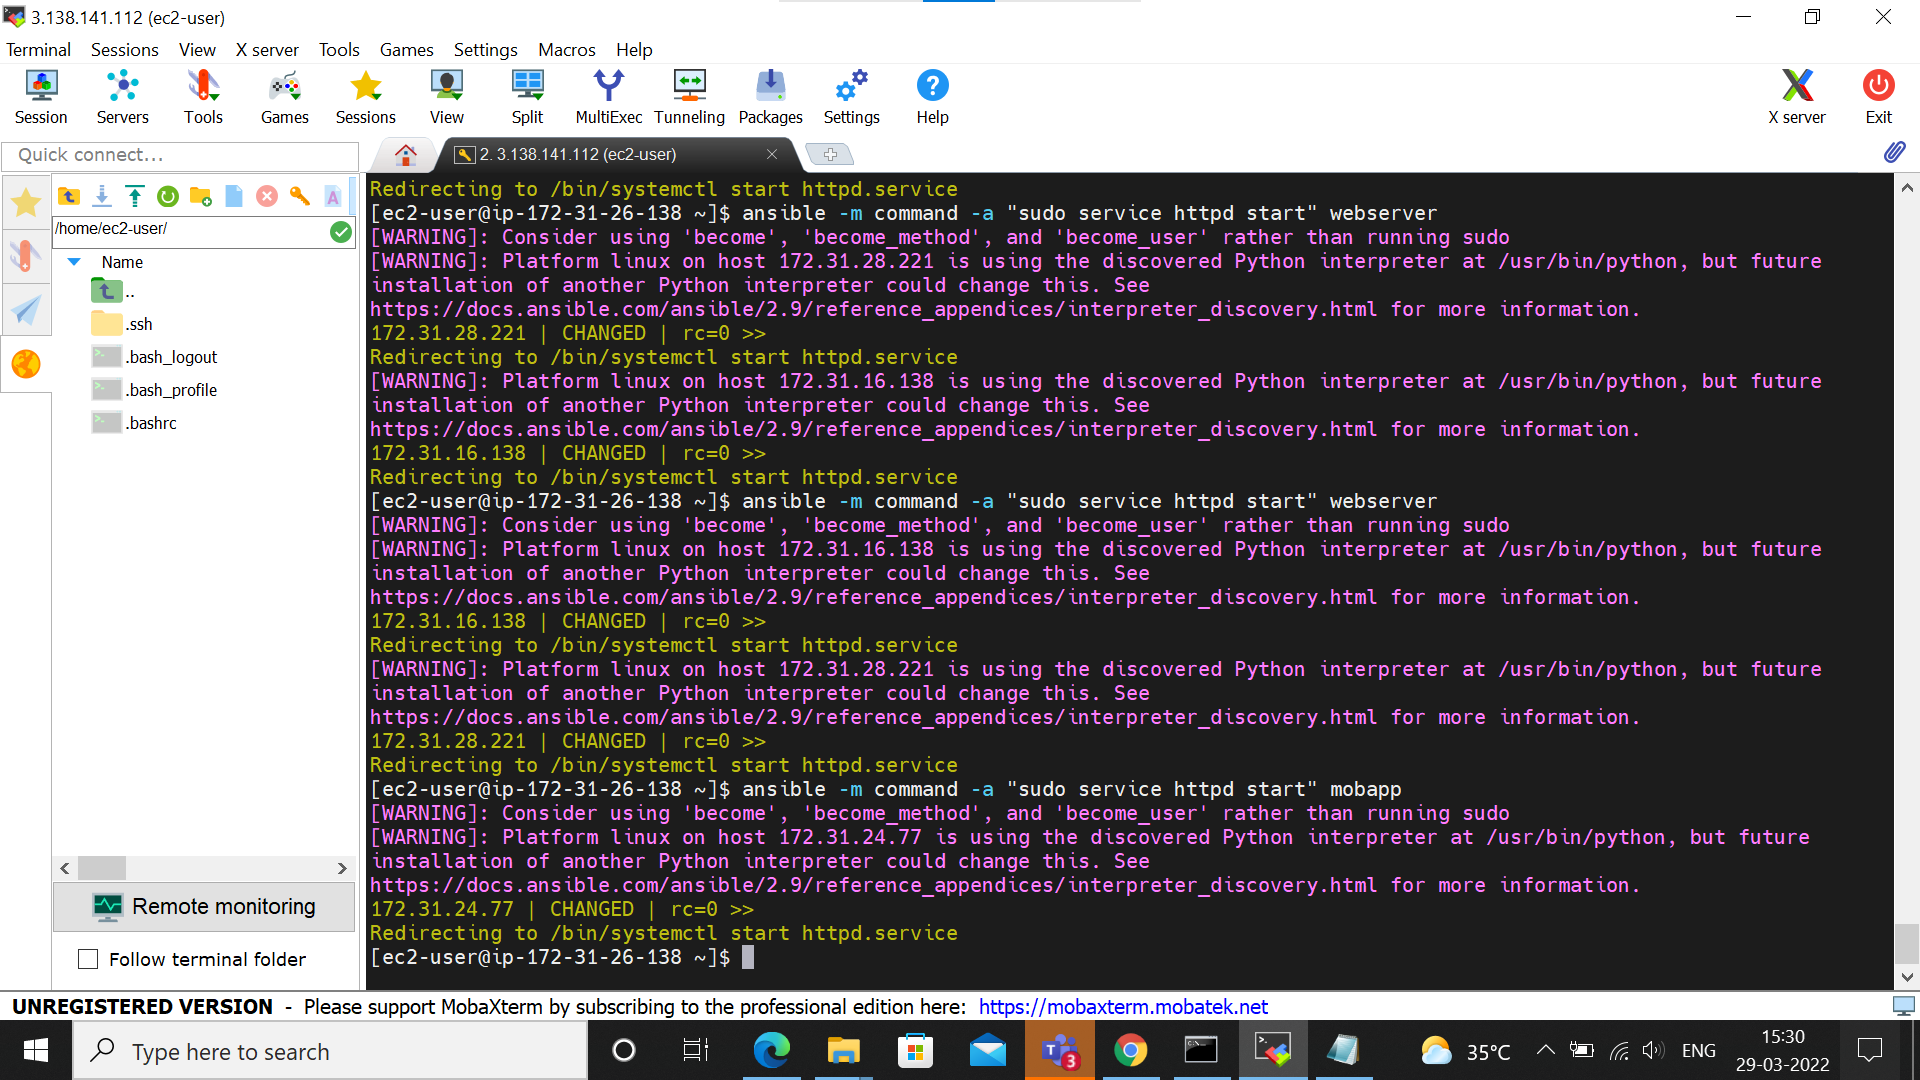 3.138.141.112 (ec2-user)
Terminal Sessions View X server Tools Games Settings Macros Help
Session Servers Tools Games Sessions View Split MultiExec Tunneling Packages Settings Help X server Exit
Quick connect...
2. 3.138.141.112 (ec2-user)
/home/ec2-user/
Name
..
.ssh
.bash_logout
.bash_profile
.bashrc
Remote monitoring
Follow terminal folder
Redirecting to /bin/systemctl start httpd.service
[ec2-user@ip-172-31-26-138 ~]$ ansible -m command -a "sudo service httpd start" webserver
[WARNING]: Consider using 'become', 'become_method', and 'become_user' rather than running sudo
[WARNING]: Platform linux on host 172.31.28.221 is using the discovered Python interpreter at /usr/bin/python, but future
installation of another Python interpreter could change this. See
https://docs.ansible.com/ansible/2.9/reference_appendices/interpreter_discovery.html for more information.
172.31.28.221 | CHANGED | rc=0 >>
Redirecting to /bin/systemctl start httpd.service
[WARNING]: Platform linux on host 172.31.16.138 is using the discovered Python interpreter at /usr/bin/python, but future
installation of another Python interpreter could change this. See
https://docs.ansible.com/ansible/2.9/reference_appendices/interpreter_discovery.html for more information.
172.31.16.138 | CHANGED | rc=0 >>
Redirecting to /bin/systemctl start httpd.service
[ec2-user@ip-172-31-26-138 ~]$ ansible -m command -a "sudo service httpd start" webserver
[WARNING]: Consider using 'become', 'become_method', and 'become_user' rather than running sudo
[WARNING]: Platform linux on host 172.31.16.138 is using the discovered Python interpreter at /usr/bin/python, but future
installation of another Python interpreter could change this. See
https://docs.ansible.com/ansible/2.9/reference_appendices/interpreter_discovery.html for more information.
172.31.16.138 | CHANGED | rc=0 >>
Redirecting to /bin/systemctl start httpd.service
[WARNING]: Platform linux on host 172.31.28.221 is using the discovered Python interpreter at /usr/bin/python, but future
installation of another Python interpreter could change this. See
https://docs.ansible.com/ansible/2.9/reference_appendices/interpreter_discovery.html for more information.
172.31.28.221 | CHANGED | rc=0 >>
Redirecting to /bin/systemctl start httpd.service
[ec2-user@ip-172-31-26-138 ~]$ ansible -m command -a "sudo service httpd start" mobapp
[WARNING]: Consider using 'become', 'become_method', and 'become_user' rather than running sudo
[WARNING]: Platform linux on host 172.31.24.77 is using the discovered Python interpreter at /usr/bin/python, but future
installation of another Python interpreter could change this. See
https://docs.ansible.com/ansible/2.9/reference_appendices/interpreter_discovery.html for more information.
172.31.24.77 | CHANGED | rc=0 >>
Redirecting to /bin/systemctl start httpd.service
[ec2-user@ip-172-31-26-138 ~]$
UNREGISTERED VERSION - Please support MobaXterm by subscribing to the professional edition here: https://mobaxterm.mobatek.net
Type here to search
3
35°C
ENG
15:30
29-03-2022